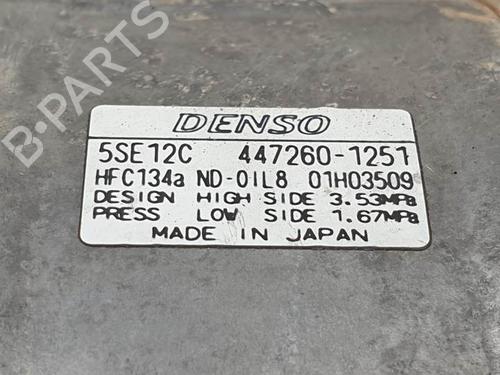 B-PARTS
DENSO
5SE12C 447260-1251
HFC134a ND-OIL8 01H03509
DESIGN HIGH SIDE 3.53MPa
PRESS LOW SIDE 1.67MPa
MADE IN JAPAN
B-PARTS